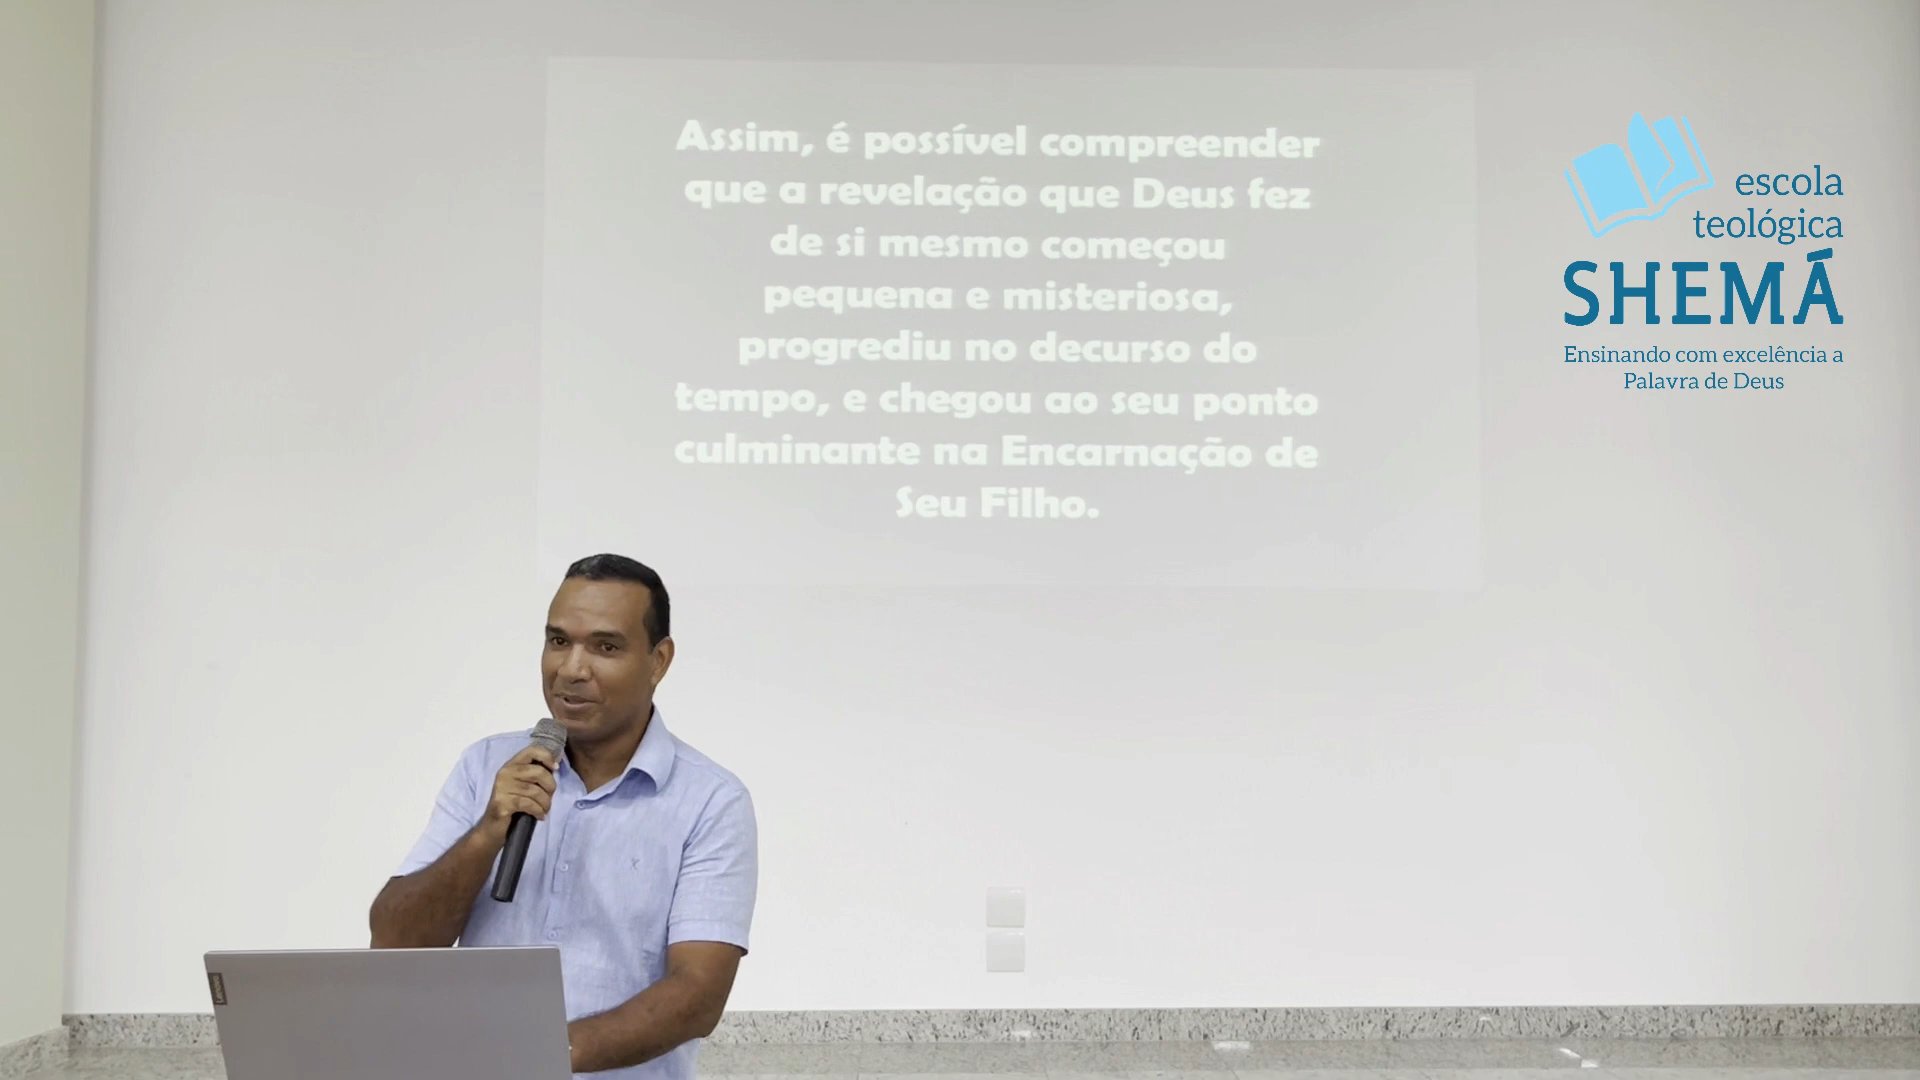 Assim, é possível compreender
que a revelação que Deus fez
de si mesmo começou
pequena e misteriosa,
progrediu no decurso do
tempo, e chegou ao seu ponto
culminante na Encarnação de
Seu Filho.
escola
teológica
SHEMÁ
Ensinando com excelência a
Palavra de Deus
Lenovo